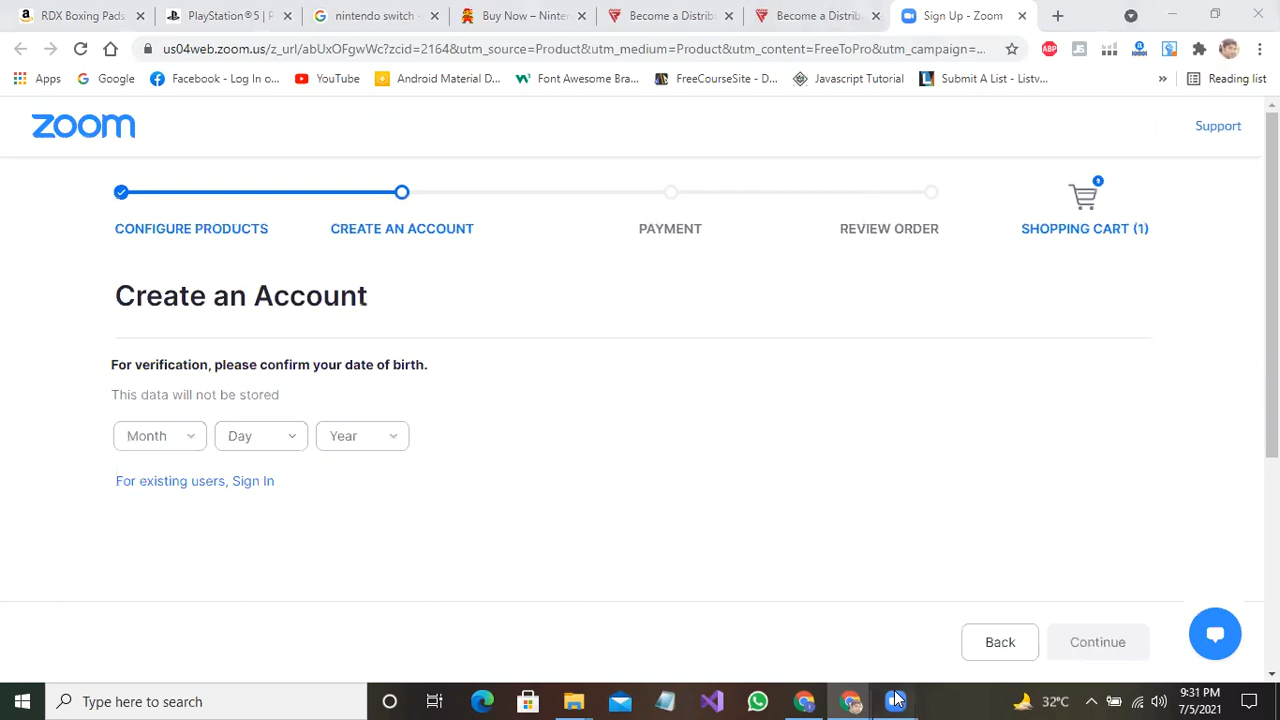 RDX Boxing Pads
PlayStation®5 | P
nintendo switch -
Buy Now – Ninten
Become a Distrib
Become a Distrib
Sign Up - Zoom
us04web.zoom.us/z_url/abUxOFgwWc?zcid=2164&utm_source=Product&utm_medium=Product&utm_content=FreeToPro&utm_campaign=...
Apps
Google
Facebook - Log In o...
YouTube
Android Material D...
Font Awesome Bra...
FreeCourseSite - D...
Javascript Tutorial
Submit A List - Listv...
Reading list
zoom
Support
CONFIGURE PRODUCTS
CREATE AN ACCOUNT
PAYMENT
REVIEW ORDER
SHOPPING CART (1)
Create an Account
For verification, please confirm your date of birth.
This data will not be stored
Month
Day
Year
For existing users, Sign In
Back
Continue
Type here to search
32°C
9:31 PM
7/5/2021